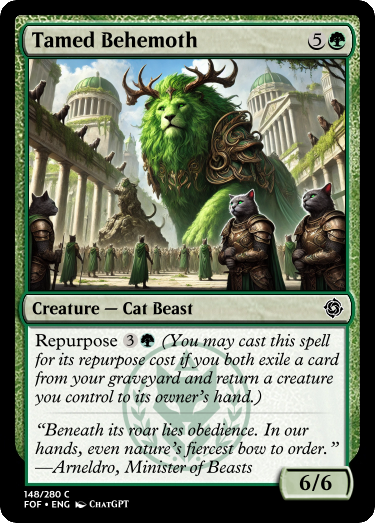 Tamed Behemoth 5
Creature — Cat Beast
Repurpose 3 (You may cast this spell
for its repurpose cost if you both exile a card
from your graveyard and return a creature
you control to its owner's hand.)
“Beneath its roar lies obedience. In our
hands, even nature's fiercest bow to order.”
—Arneldro, Minister of Beasts
6/6
148/280 C
FOF • ENG ChatGPT